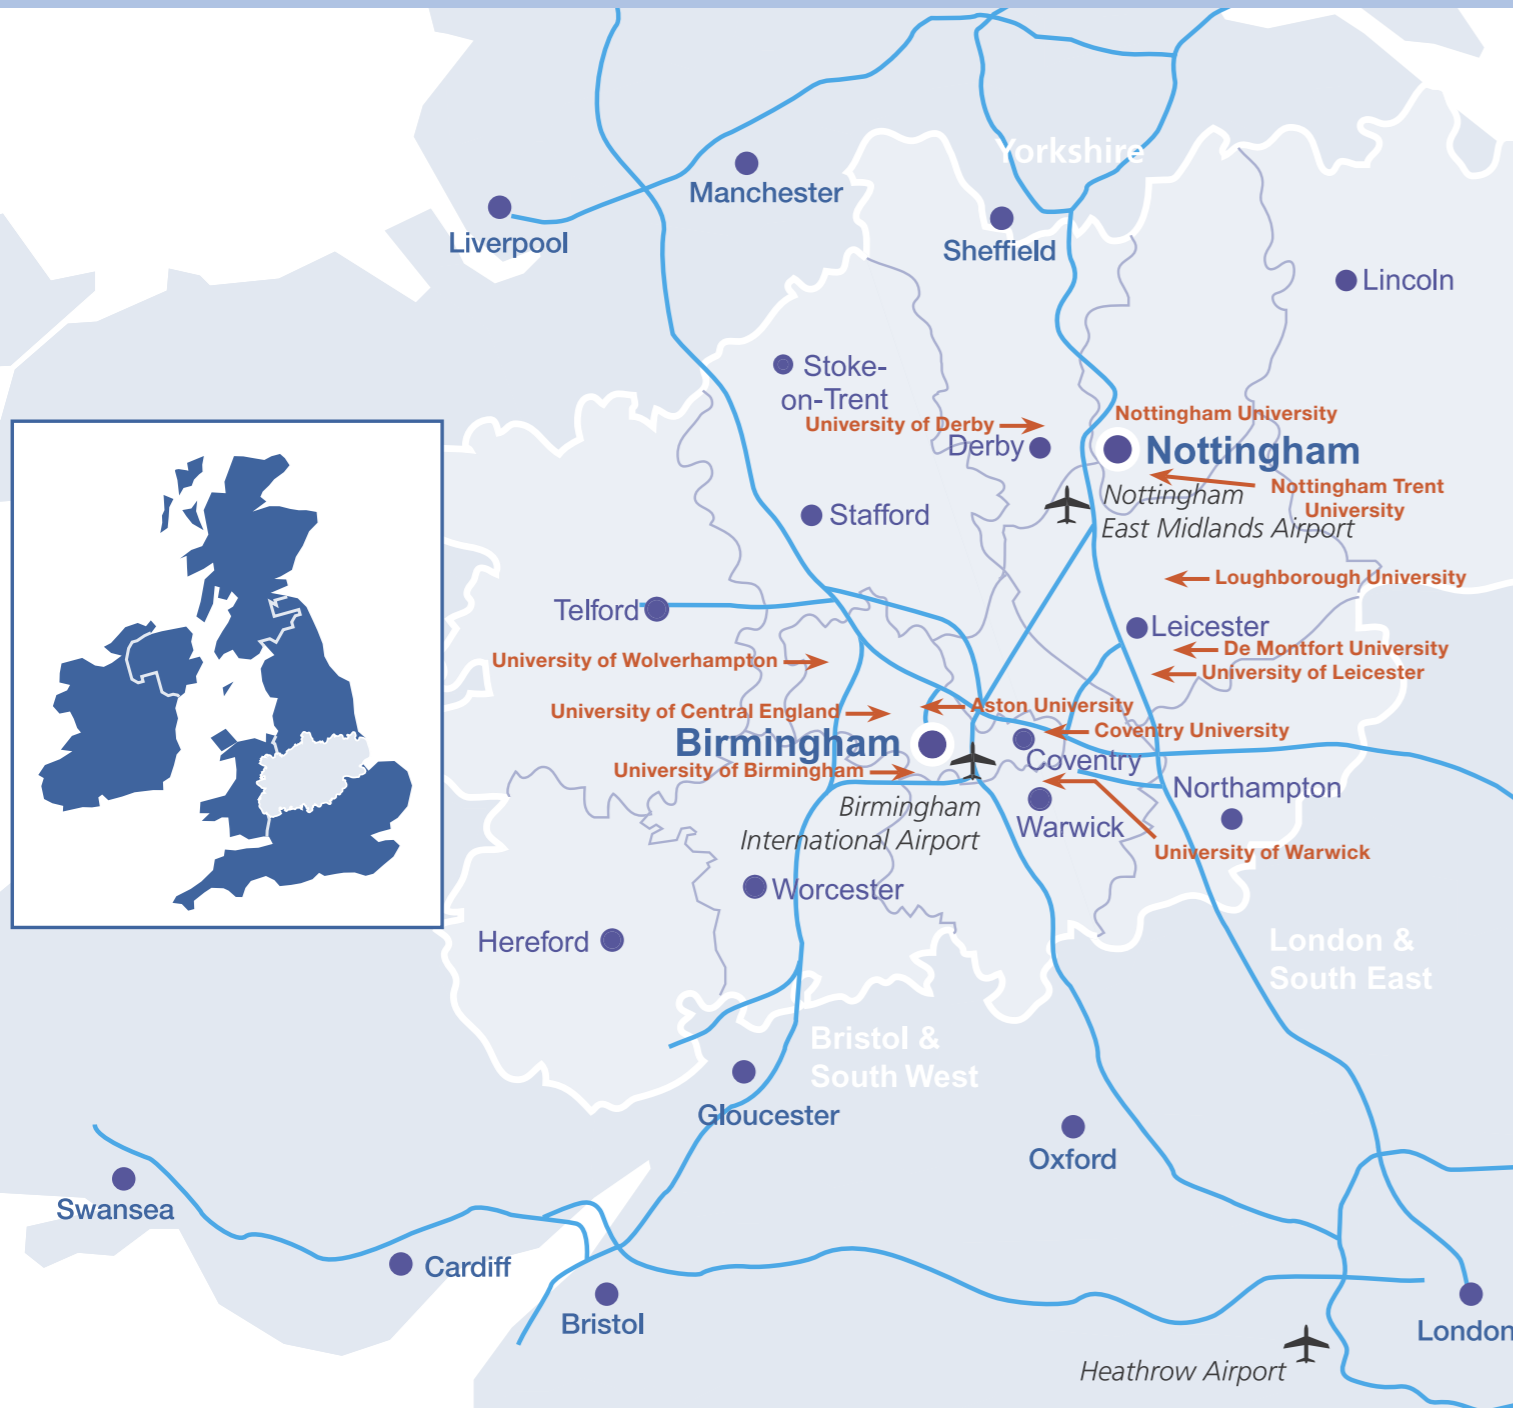 Yorkshire
Manchester
Liverpool
Sheffield
Lincoln
Stoke-
on-Trent
University of Derby
Derby
Nottingham University
Nottingham
Nottingham Trent
University
Nottingham
East Midlands Airport
Stafford
Loughborough University
Telford
Leicester
De Montfort University
University of Leicester
University of Wolverhampton
University of Central England
Aston University
Coventry University
Birmingham
Coventry
University of Birmingham
Northampton
Birmingham
International Airport
Warwick
University of Warwick
Worcester
Hereford
London &
South East
Bristol &
South West
Gloucester
Oxford
Swansea
Cardiff
Bristol
London
Heathrow Airport